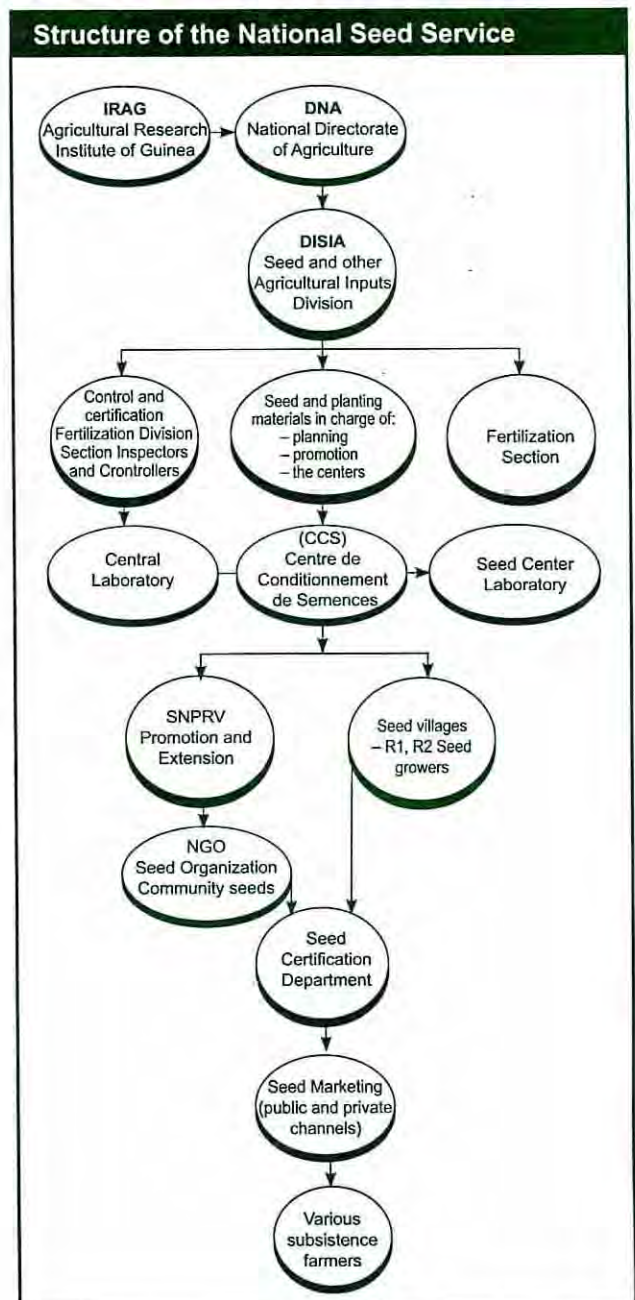 Structure of the National Seed Service
IRAG
Agricultural Research
Institute of Guinea
DNA
National Directorate
of Agriculture
DISIA
Seed and other
Agricultural Inputs
Division
Control and
certification
Fertilization Division
Section Inspectors
and Crontrollers
Seed and planting
materials in charge of:
– planning
– promotion
– the centers
Fertilization
Section
Central
Laboratory
(CCS)
Centre de
Conditionnement
de Semences
Seed Center
Laboratory
SNPRV
Promotion and
Extension
Seed villages
– R1, R2 Seed
growers
NGO
Seed Organization
Community seeds
Seed
Certification
Department
Seed Marketing
(public and private
channels)
Various
subsistence
farmers